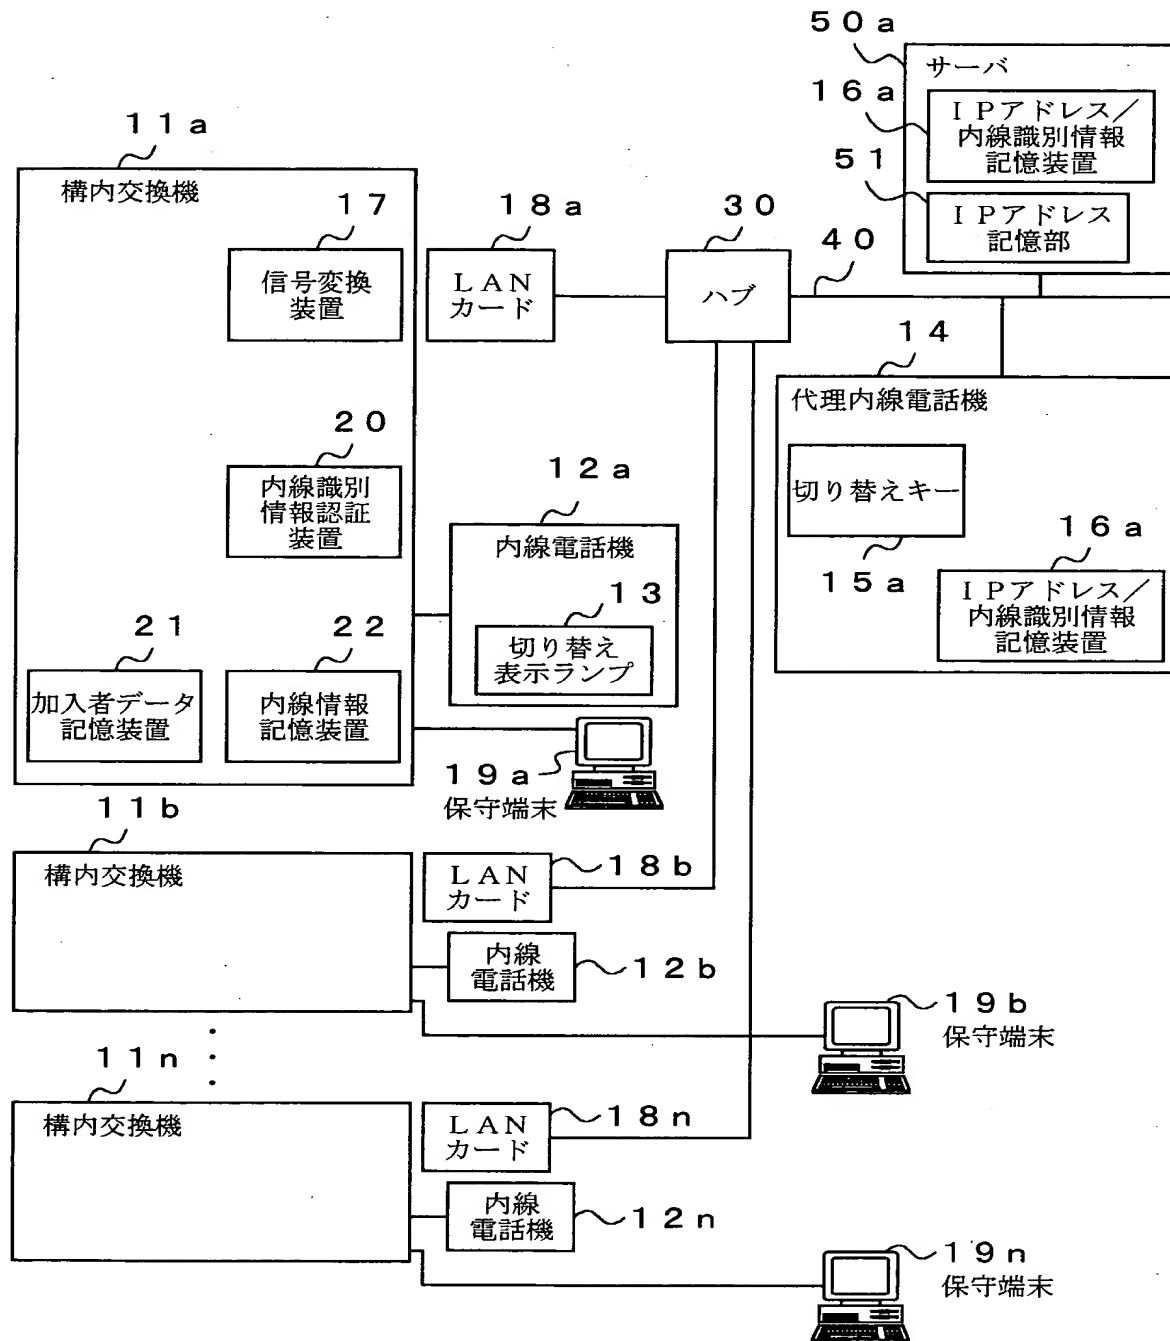 ５０ａ
サーバ
１６ａ
ＩＰアドレス／
内線識別情報
記憶装置
５１
ＩＰアドレス
記憶部
１１ａ
構内交換機
１７
信号変換
装置
１８ａ
ＬＡＮ
カード
３０
ハブ
４０
１４
代理内線電話機
切り替えキー
１５ａ
１６ａ
ＩＰアドレス／
内線識別情報
記憶装置
２０
内線識別
情報認証
装置
１２ａ
内線電話機
１３
切り替え
表示ランプ
２１
加入者データ
記憶装置
２２
内線情報
記憶装置
１９ａ
保守端末
１１ｂ
構内交換機
ＬＡＮ
カード
１８ｂ
内線
電話機
１２ｂ
１９ｂ
保守端末
１１ｎ
構内交換機
ＬＡＮ
カード
１８ｎ
内線
電話機
１２ｎ
１９ｎ
保守端末